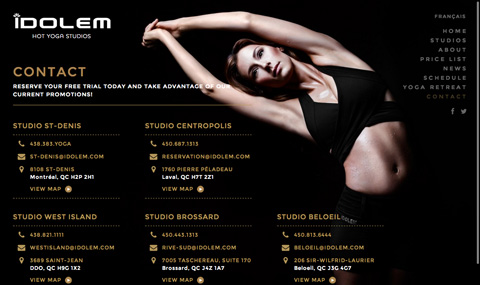 IDOLEM
HOT YOGA STUDIOS
FRANÇAIS
HOME
STUDIOS
ABOUT
PRICE LIST
NEWS
SCHEDULE
YOGA RETREAT
CONTACT
CONTACT
RESERVE YOUR FREE TRIAL TODAY AND TAKE ADVANTAGE OF OUR
CURRENT PROMOTIONS!
STUDIO ST-DENIS
438.383.YOGA
ST-DENIS@IDOLEM.COM
8108 ST-DENIS
Montréal, QC H2P 2H1
VIEW MAP
STUDIO CENTROPOLIS
450.687.1313
RESERVATION@IDOLEM.COM
1760 PIERRE PÉLADEAU
Laval, QC H7T 2Z1
VIEW MAP
STUDIO WEST ISLAND
438.821.1111
WESTISLAND@IDOLEM.COM
3689 SAINT-JEAN
DDO, QC H9G 1X2
VIEW MAP
STUDIO BROSSARD
450.443.1313
RIVE-SUD@IDOLEM.COM
7005 TASCHEREAU, SUITE 170
Brossard, QC J4Z 1A7
VIEW MAP
STUDIO BELOEIL
450.813.6444
BELOEIL@IDOLEM.COM
206 SIR-WILFRID-LAURIER
Beloeil, QC J3G 4G7
VIEW MAP